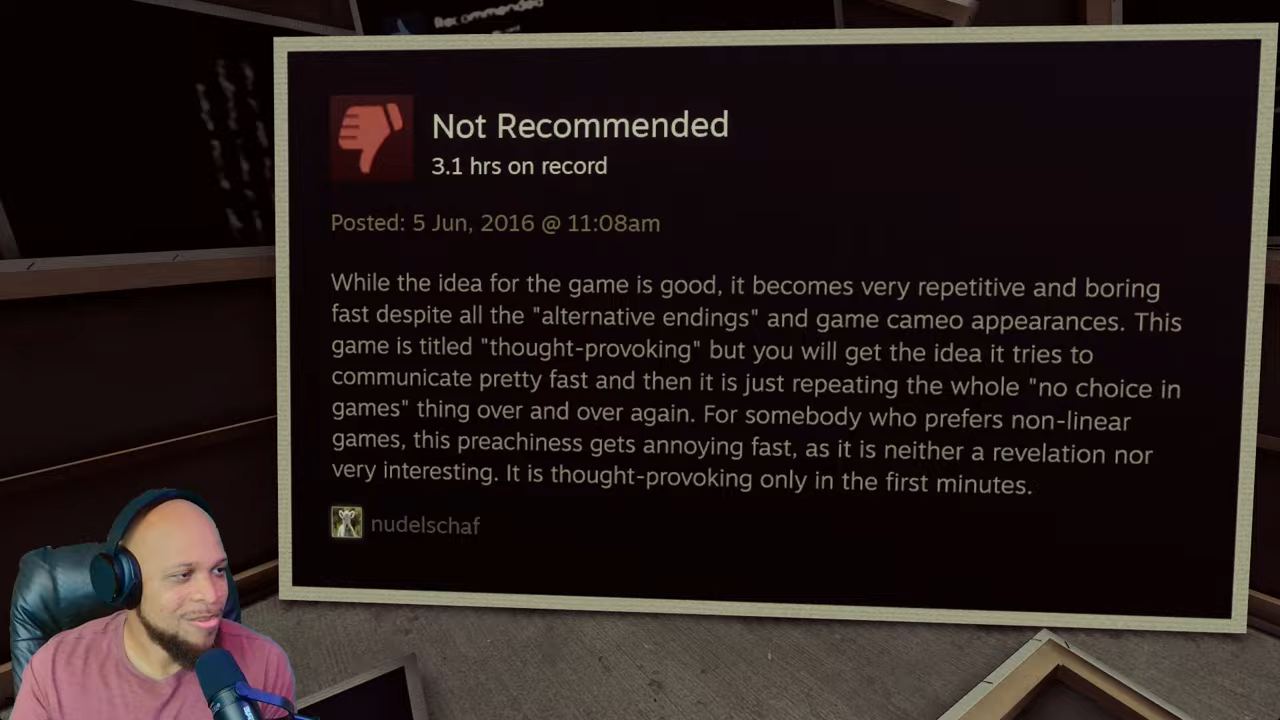 Recommended
Not Recommended
3.1 hrs on record
Posted: 5 Jun, 2016 @ 11:08am
While the idea for the game is good, it becomes very repetitive and boring
fast despite all the "alternative endings" and game cameo appearances. This
game is titled "thought-provoking" but you will get the idea it tries to
communicate pretty fast and then it is just repeating the whole "no choice in
games" thing over and over again. For somebody who prefers non-linear
games, this preachiness gets annoying fast, as it is neither a revelation nor
very interesting. It is thought-provoking only in the first minutes.
nudelschaf